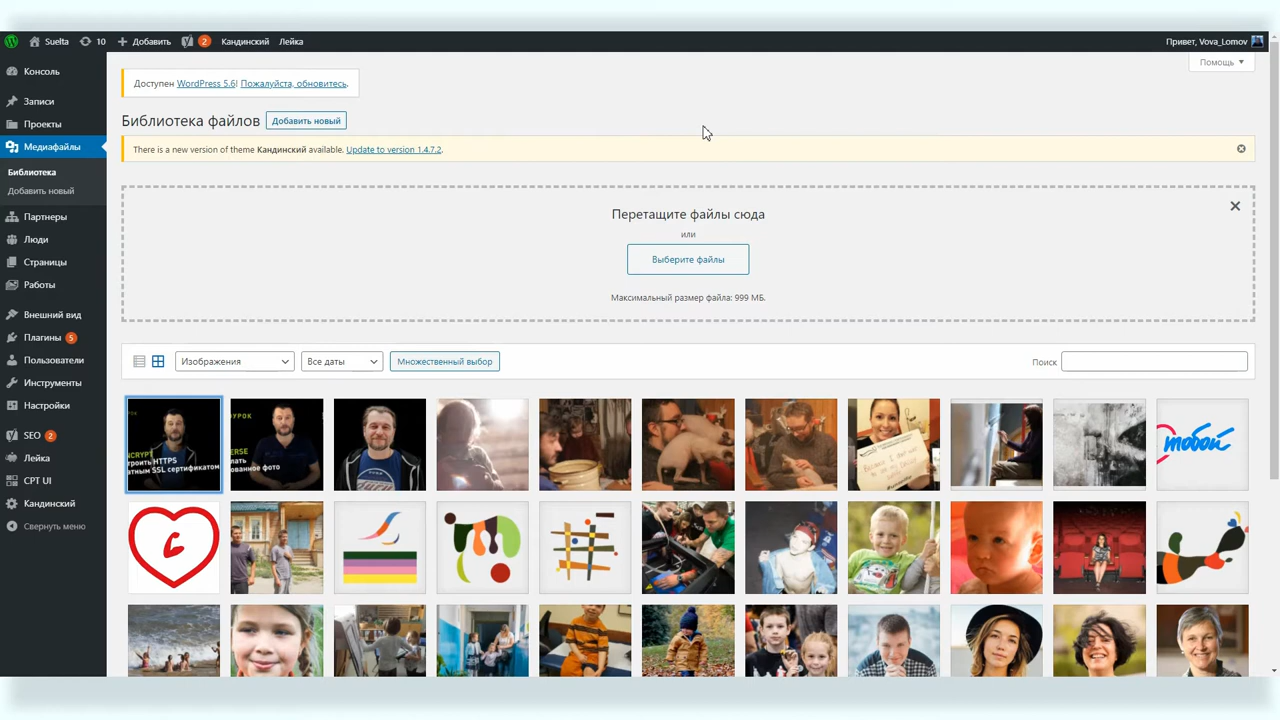 Suelta 10 Добавить 2 Кандинский Лейка Привет, Vova_Lomov
Помощь
Консоль
Записи
Проекты
Медиафайлы
Библиотека
Добавить новый
Партнеры
Люди
Страницы
Работы
Внешний вид
Плагины 5
Пользователи
Инструменты
Настройки
SEO 2
Лейка
CPT UI
Кандинский
Свернуть меню
Доступен WordPress 5.6! Пожалуйста, обновитесь.
Библиотека файлов Добавить новый
There is a new version of theme Кандинский available. Update to version 1.4.7.2.
Перетащите файлы сюда
или
Выберите файлы
Максимальный размер файла: 999 МБ.
Изображения Все даты Множественный выбор Поиск
тобой